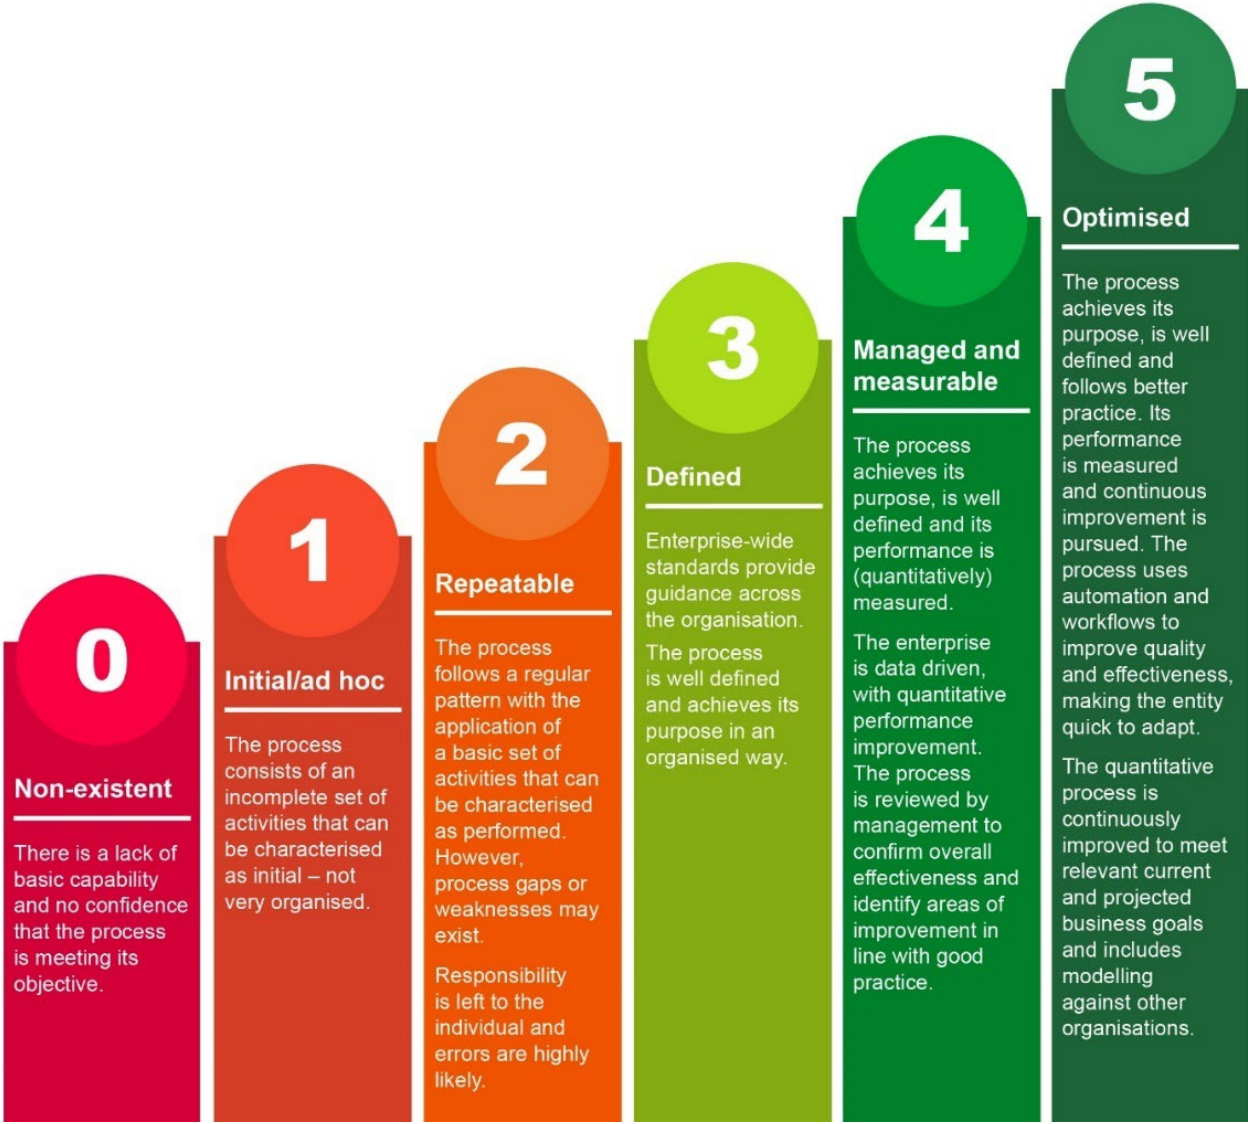 0
Non-existent
There is a lack of
basic capability
and no confidence
that the process
is meeting its
objective.
1
Initial/ad hoc
The process
consists of an
incomplete set of
activities that can
be characterised
as initial – not
very organised.
2
Repeatable
The process
follows a regular
pattern with the
application of
a basic set of
activities that can
be characterised
as performed.
However,
process gaps or
weaknesses may
exist.
Responsibility
is left to the
individual and
errors are highly
likely.
3
Defined
Enterprise-wide
standards provide
guidance across
the organisation.
The process
is well defined
and achieves its
purpose in an
organised way.
4
Managed and
measurable
The process
achieves its
purpose, is well
defined and its
performance is
(quantitatively)
measured.
The enterprise
is data driven,
with quantitative
performance
improvement.
The process
is reviewed by
management to
confirm overall
effectiveness and
identify areas of
improvement in
line with good
practice.
5
Optimised
The process
achieves its
purpose, is well
defined and
follows better
practice. Its
performance
is measured
and continuous
improvement is
pursued. The
process uses
automation and
workflows to
improve quality
and effectiveness,
making the entity
quick to adapt.
The quantitative
process is
continuously
improved to meet
relevant current
and projected
business goals
and includes
modelling
against other
organisations.